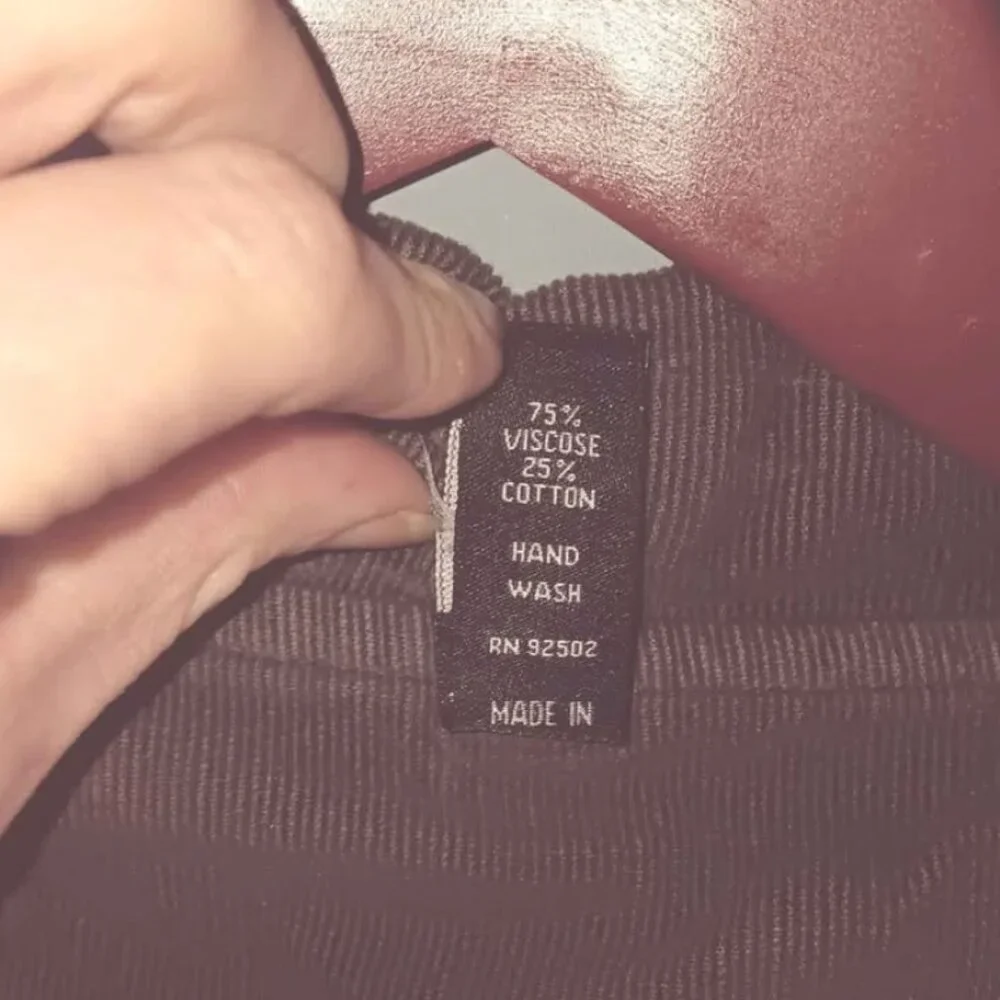 75%
VISCOSE
25%
COTTON
HAND
WASH
RN 92502
MADE IN